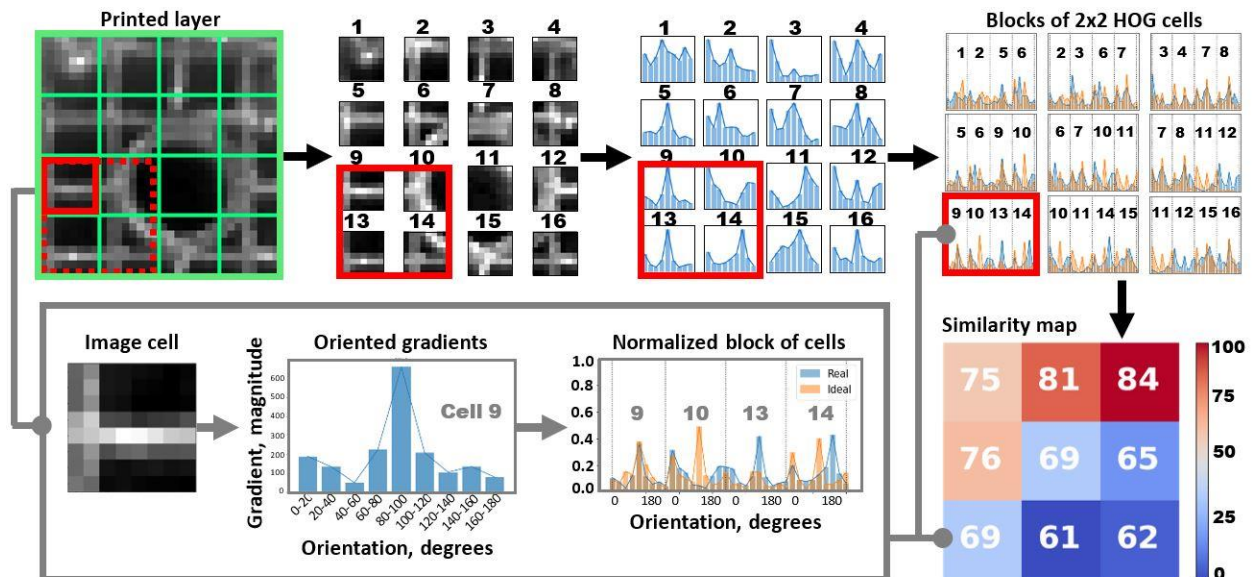 Printed layer
1 2 3 4
5 6 7 8
9 10 11 12
13 14 15 16
1 2 3 4
5 6 7 8
9 10 11 12
13 14 15 16
Blocks of 2x2 HOG cells
1 2 5 6
2 3 6 7
3 4 7 8
5 6 9 10
6 7 10 11
7 8 11 12
9 10 13 14
10 11 14 15
11 12 15 16
Image cell
Oriented gradients
Gradient, magnitude
600
500
400
300
200
100
0
Cell 9
0-20 20-40 40-60 60-80 80-100 100-120 120-140 140-160 160-180
Orientation, degrees
Normalized block of cells
1.0
0.8
0.6
0.4
0.2
0.0
Real
Ideal
9 10 13 14
0 180 0 180 0 180 0 180
Orientation, degrees
Similarity map
75 81 84
76 69 65
69 61 62
100
75
50
25
0